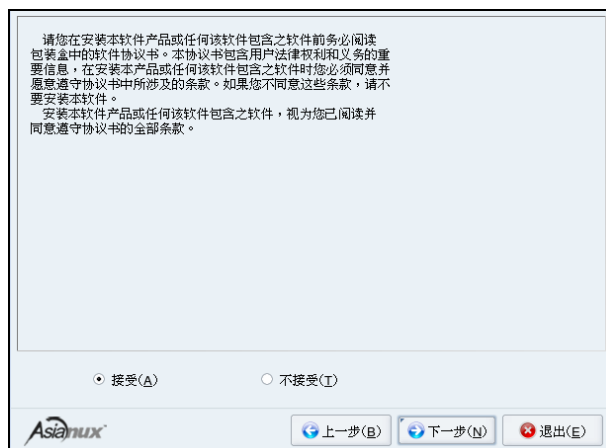 请您在安装本软件产品或任何该软件包含之软件前务必阅读
包装盒中的软件协议书。本协议书包含用户法律权利和义务的重
要信息，在安装本产品或任何该软件包含之软件时您必须同意并
愿意遵守协议书中所涉及的条款。如果您不同意这些条款，请不
要安装本软件。
安装本软件产品或任何该软件包含之软件，视为您已阅读并
同意遵守协议书的全部条款。
接受(A) 不接受(T)
Asianux 上一步(B) 下一步(N) 退出(E)